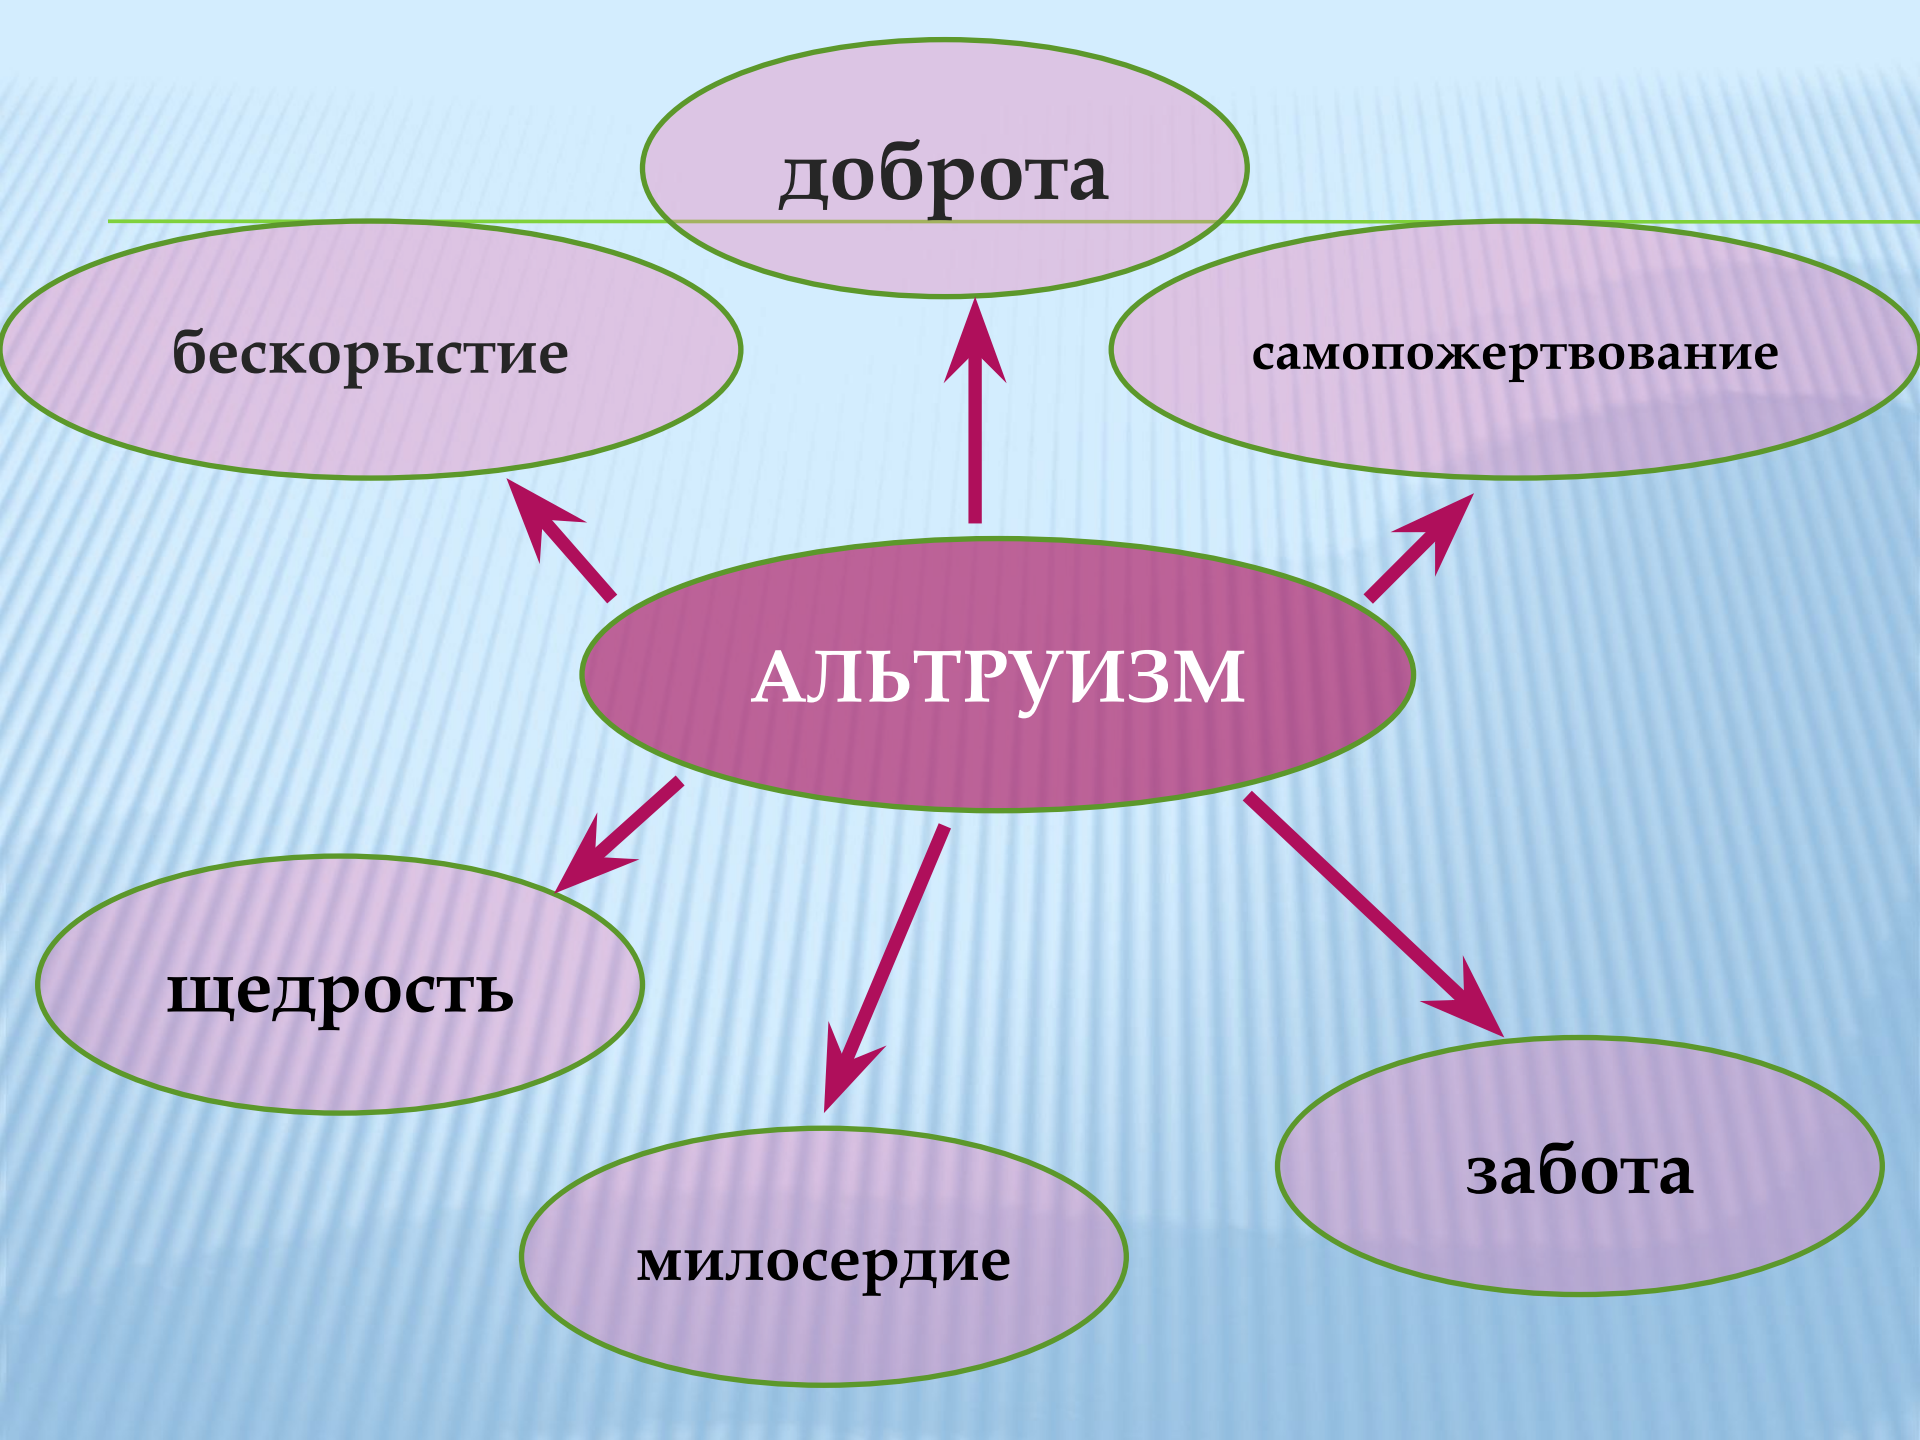 доброта
бескорыстие
самопожертвование
АЛЬТРУИЗМ
щедрость
забота
милосердие